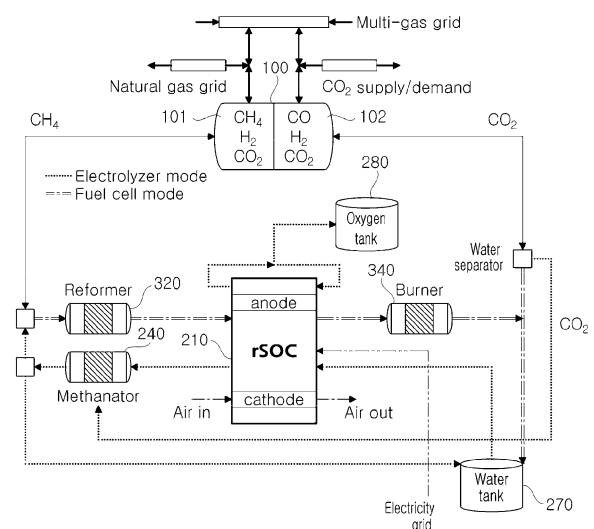 Multi-gas grid
Natural gas grid
100
CO2 supply/demand
101
CH4
H2
CO2
CO
H2
CO2
102
CH4
CO2
Electrolyzer mode
Fuel cell mode
280
Oxygen
tank
Water
separator
Reformer
320
anode
340
Burner
240
210
rSOC
CO2
Methanator
Air in
cathode
Air out
Water
tank
Electricity
grid
270